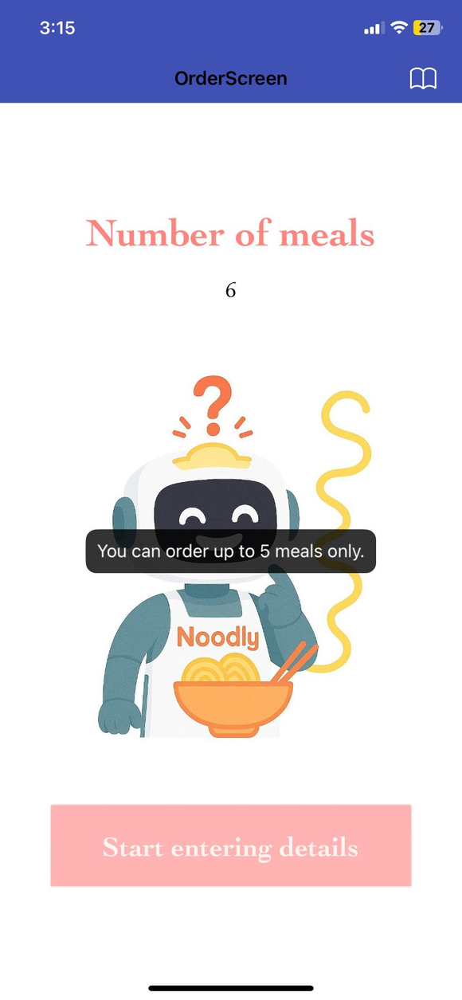 3:15
27
OrderScreen
Number of meals
6
?
You can order up to 5 meals only.
Noodly
Start entering details